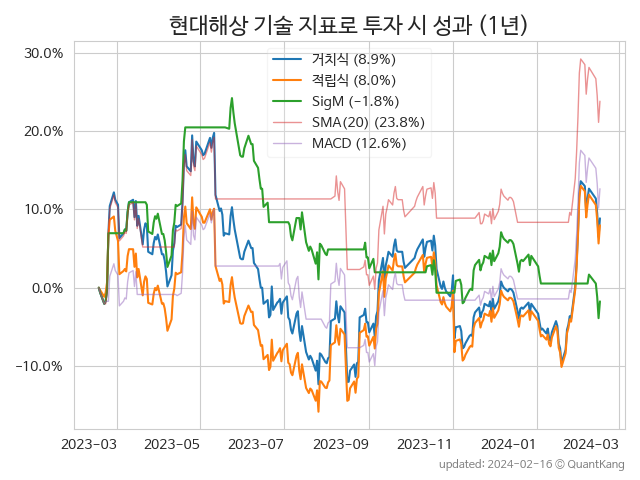 현대해상 기술 지표로 투자 시 성과 (1년)
30.0%
20.0%
10.0%
0.0%
−10.0%
거치식 (8.9%)
적립식 (8.0%)
SigM (−1.8%)
SMA(20) (23.8%)
MACD (12.6%)
2023-03 2023-05 2023-07 2023-09 2023-11 2024-01 2024-03
updated: 2024-02-16 © QuantKang